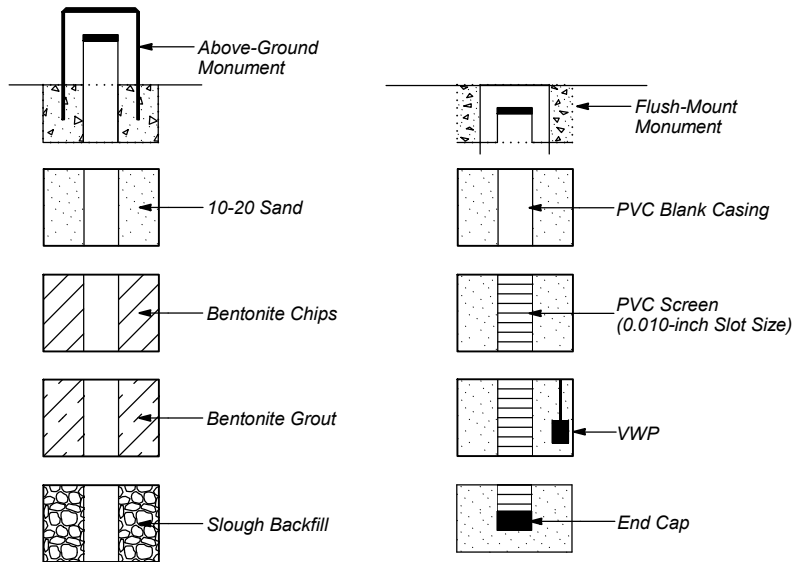 Above-Ground
Monument
10-20 Sand
Bentonite Chips
Bentonite Grout
Slough Backfill
Flush-Mount
Monument
PVC Blank Casing
PVC Screen
(0.010-inch Slot Size)
VWP
End Cap